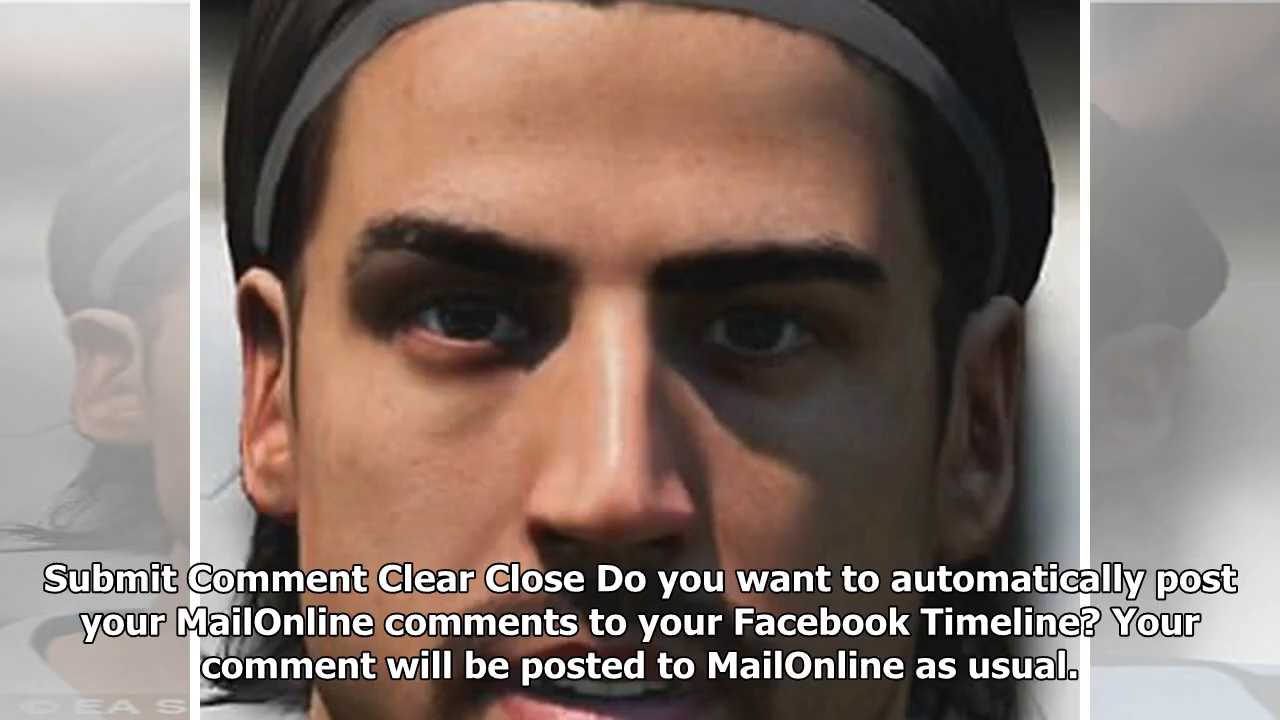 Submit Comment Clear Close Do you want to automatically post
your MailOnline comments to your Facebook Timeline? Your
comment will be posted to MailOnline as usual.
© EA S